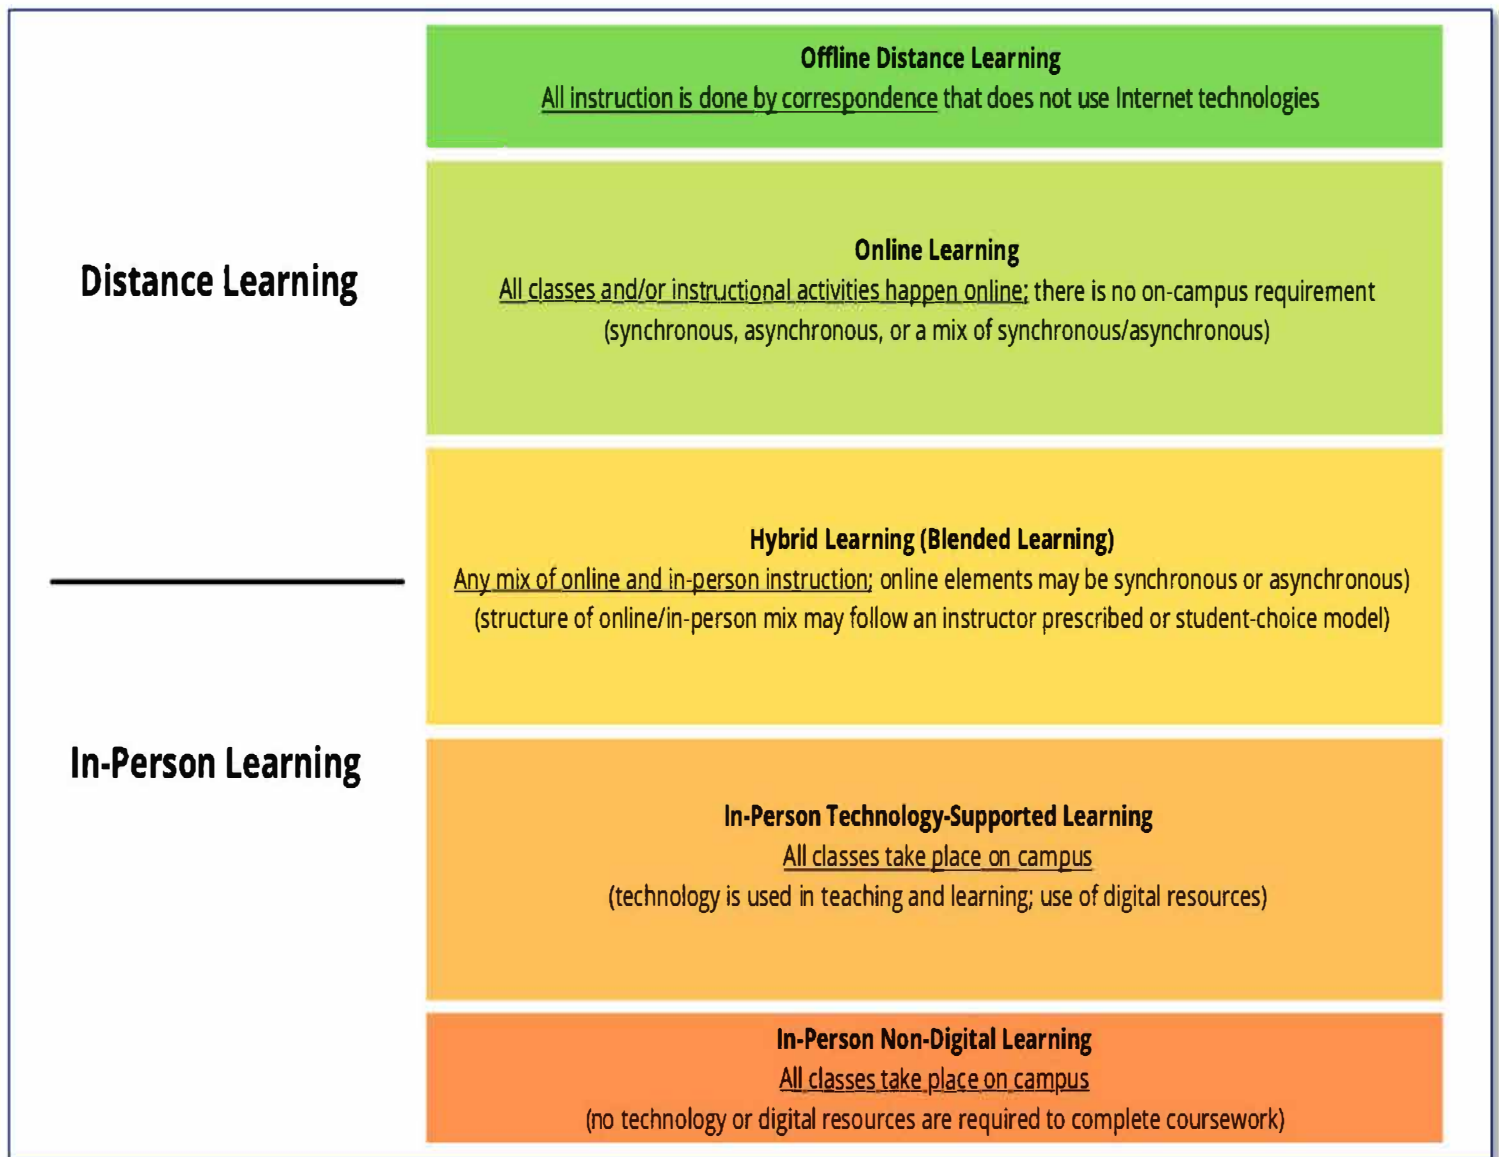 Offline Distance Learning
All instruction is done by correspondence that does not use Internet technologies
Distance Learning
Online Learning
All classes and/or instructional activities happen online; there is no on-campus requirement
(synchronous, asynchronous, or a mix of synchronous/asynchronous)
Hybrid Learning (Blended Learning)
Any mix of online and in-person instruction; online elements may be synchronous or asynchronous)
(structure of online/in-person mix may follow an instructor prescribed or student-choice model)
In-Person Learning
In-Person Technology-Supported Learning
All classes take place on campus
(technology is used in teaching and learning; use of digital resources)
In-Person Non-Digital Learning
All classes take place on campus
(no technology or digital resources are required to complete coursework)